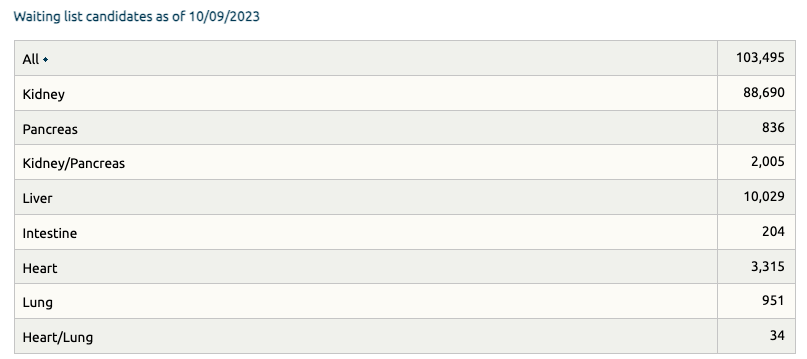 Waiting list candidates as of 10/09/2023
All 103,495
Kidney 88,690
Pancreas 836
Kidney/Pancreas 2,005
Liver 10,029
Intestine 204
Heart 3,315
Lung 951
Heart/Lung 34